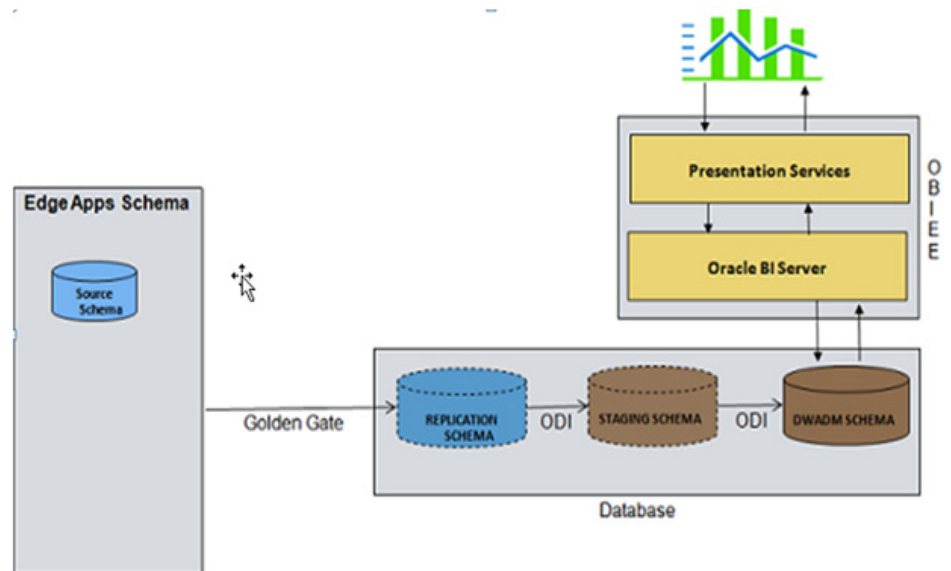 Presentation Services
Oracle BI Server
O
B
I
E
E
Edge Apps Schema
Source
Schema
Golden Gate
REPLICATION
SCHEMA
ODI
STAGING SCHEMA
ODI
DWADM SCHEMA
Database